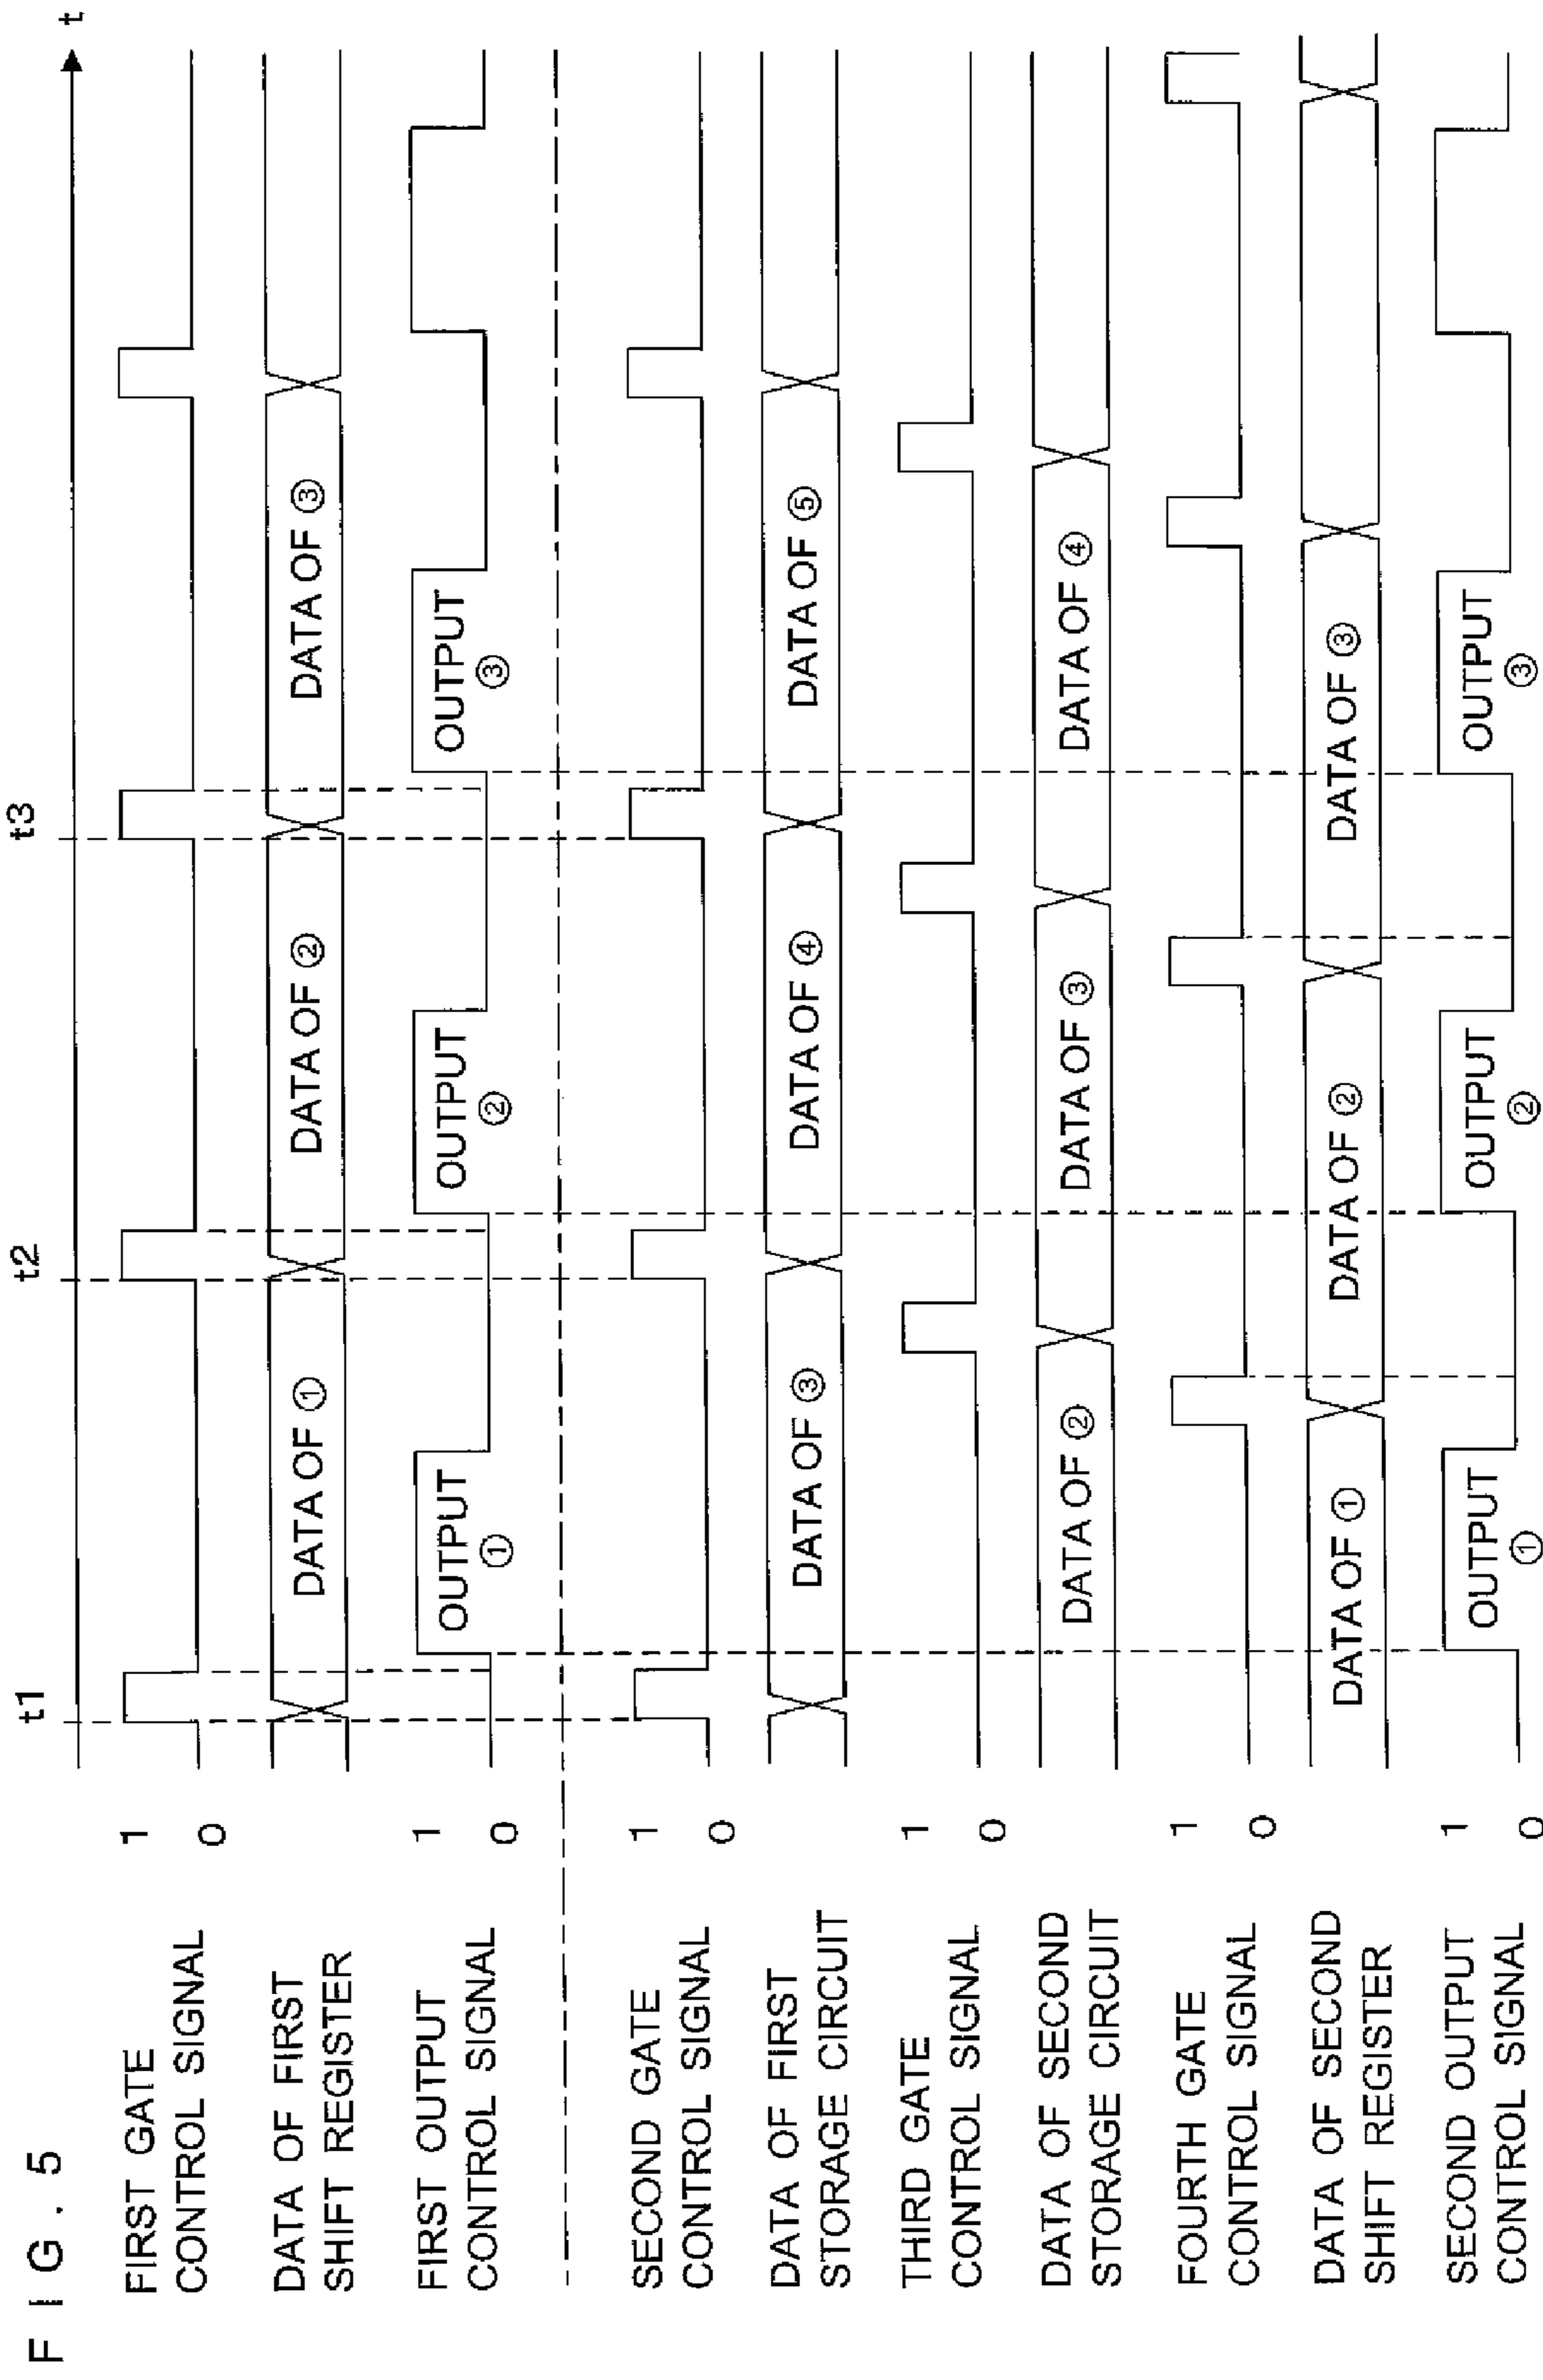 FIG. 5
t1 t2 t3 t
FIRST GATE
CONTROL SIGNAL
1
0
DATA OF FIRST
SHIFT REGISTER
DATA OF ① DATA OF ② DATA OF ③
FIRST OUTPUT
CONTROL SIGNAL
1
0
OUTPUT
①
OUTPUT
②
OUTPUT
③
SECOND GATE
CONTROL SIGNAL
1
0
DATA OF FIRST
STORAGE CIRCUIT
DATA OF ③ DATA OF ④ DATA OF ⑤
THIRD GATE
CONTROL SIGNAL
1
0
DATA OF SECOND
STORAGE CIRCUIT
DATA OF ② DATA OF ③ DATA OF ④
FOURTH GATE
CONTROL SIGNAL
1
0
DATA OF SECOND
SHIFT REGISTER
DATA OF ① DATA OF ② DATA OF ③
SECOND OUTPUT
CONTROL SIGNAL
1
0
OUTPUT
①
OUTPUT
②
OUTPUT
③